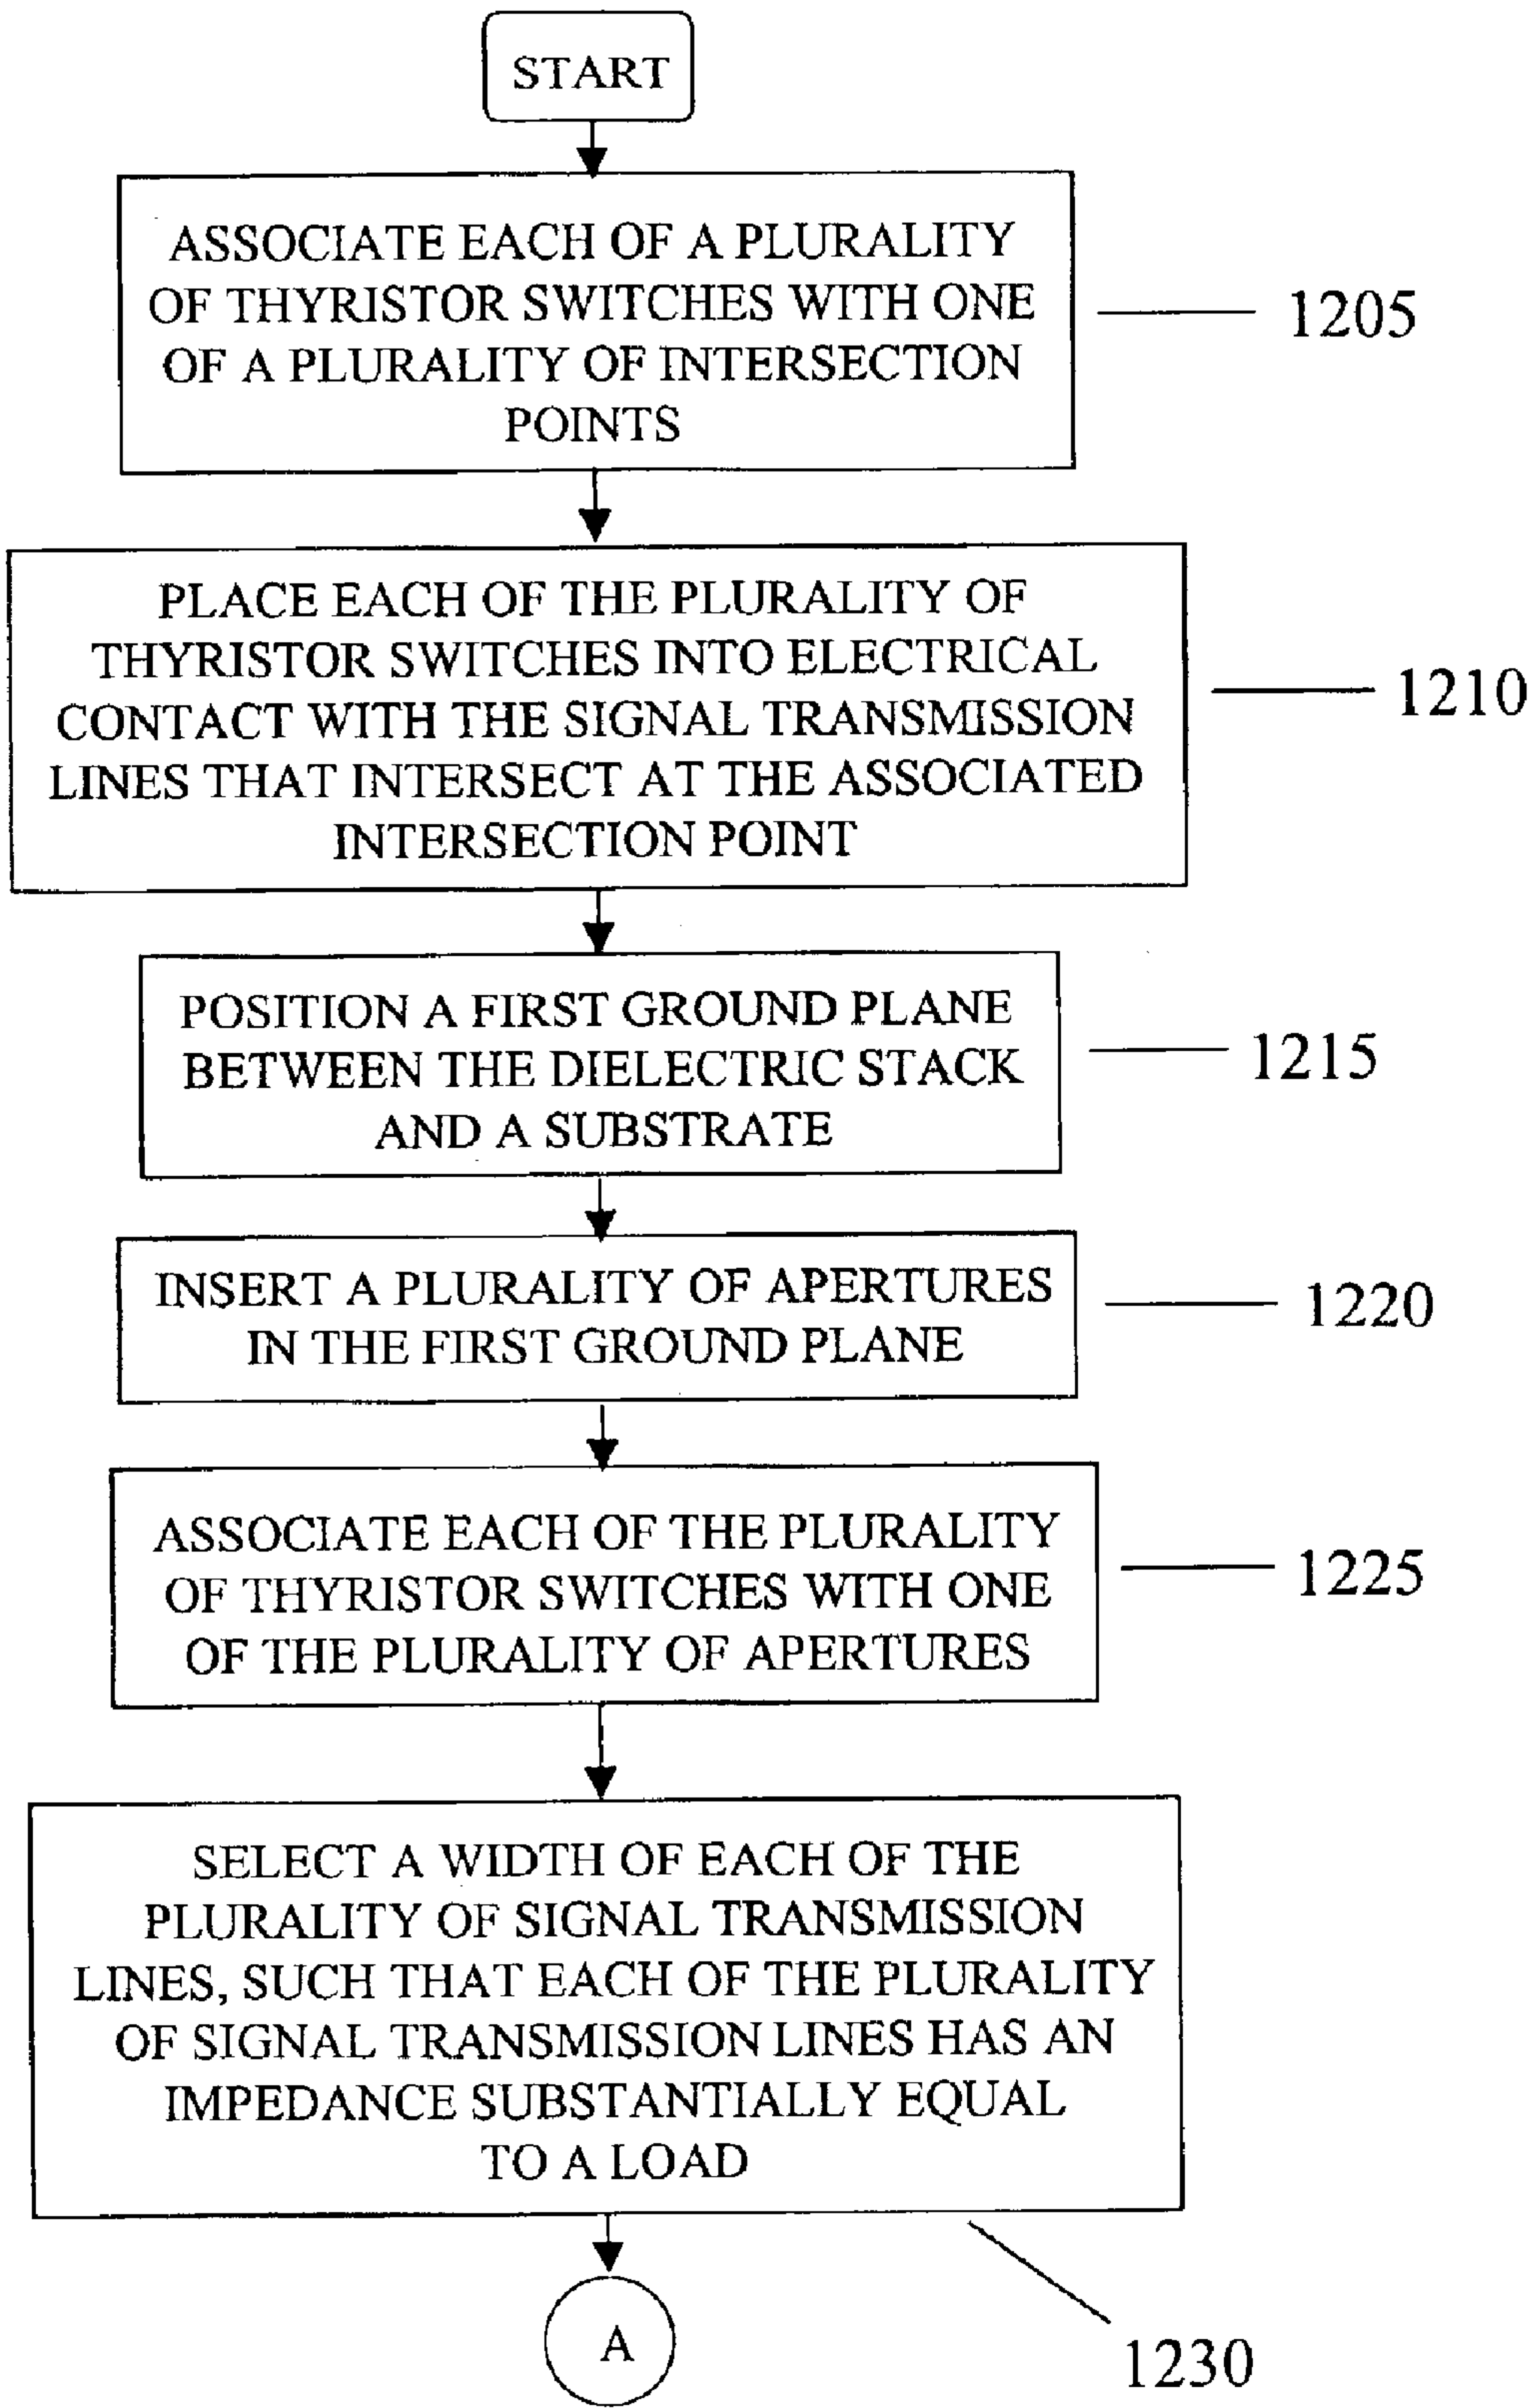 START
ASSOCIATE EACH OF A PLURALITY
OF THYRISTOR SWITCHES WITH ONE
OF A PLURALITY OF INTERSECTION
POINTS
1205
PLACE EACH OF THE PLURALITY OF
THYRISTOR SWITCHES INTO ELECTRICAL
CONTACT WITH THE SIGNAL TRANSMISSION
LINES THAT INTERSECT AT THE ASSOCIATED
INTERSECTION POINT
1210
POSITION A FIRST GROUND PLANE
BETWEEN THE DIELECTRIC STACK
AND A SUBSTRATE
1215
INSERT A PLURALITY OF APERTURES
IN THE FIRST GROUND PLANE
1220
ASSOCIATE EACH OF THE PLURALITY
OF THYRISTOR SWITCHES WITH ONE
OF THE PLURALITY OF APERTURES
1225
SELECT A WIDTH OF EACH OF THE
PLURALITY OF SIGNAL TRANSMISSION
LINES, SUCH THAT EACH OF THE PLURALITY
OF SIGNAL TRANSMISSION LINES HAS AN
IMPEDANCE SUBSTANTIALLY EQUAL
TO A LOAD
1230
A